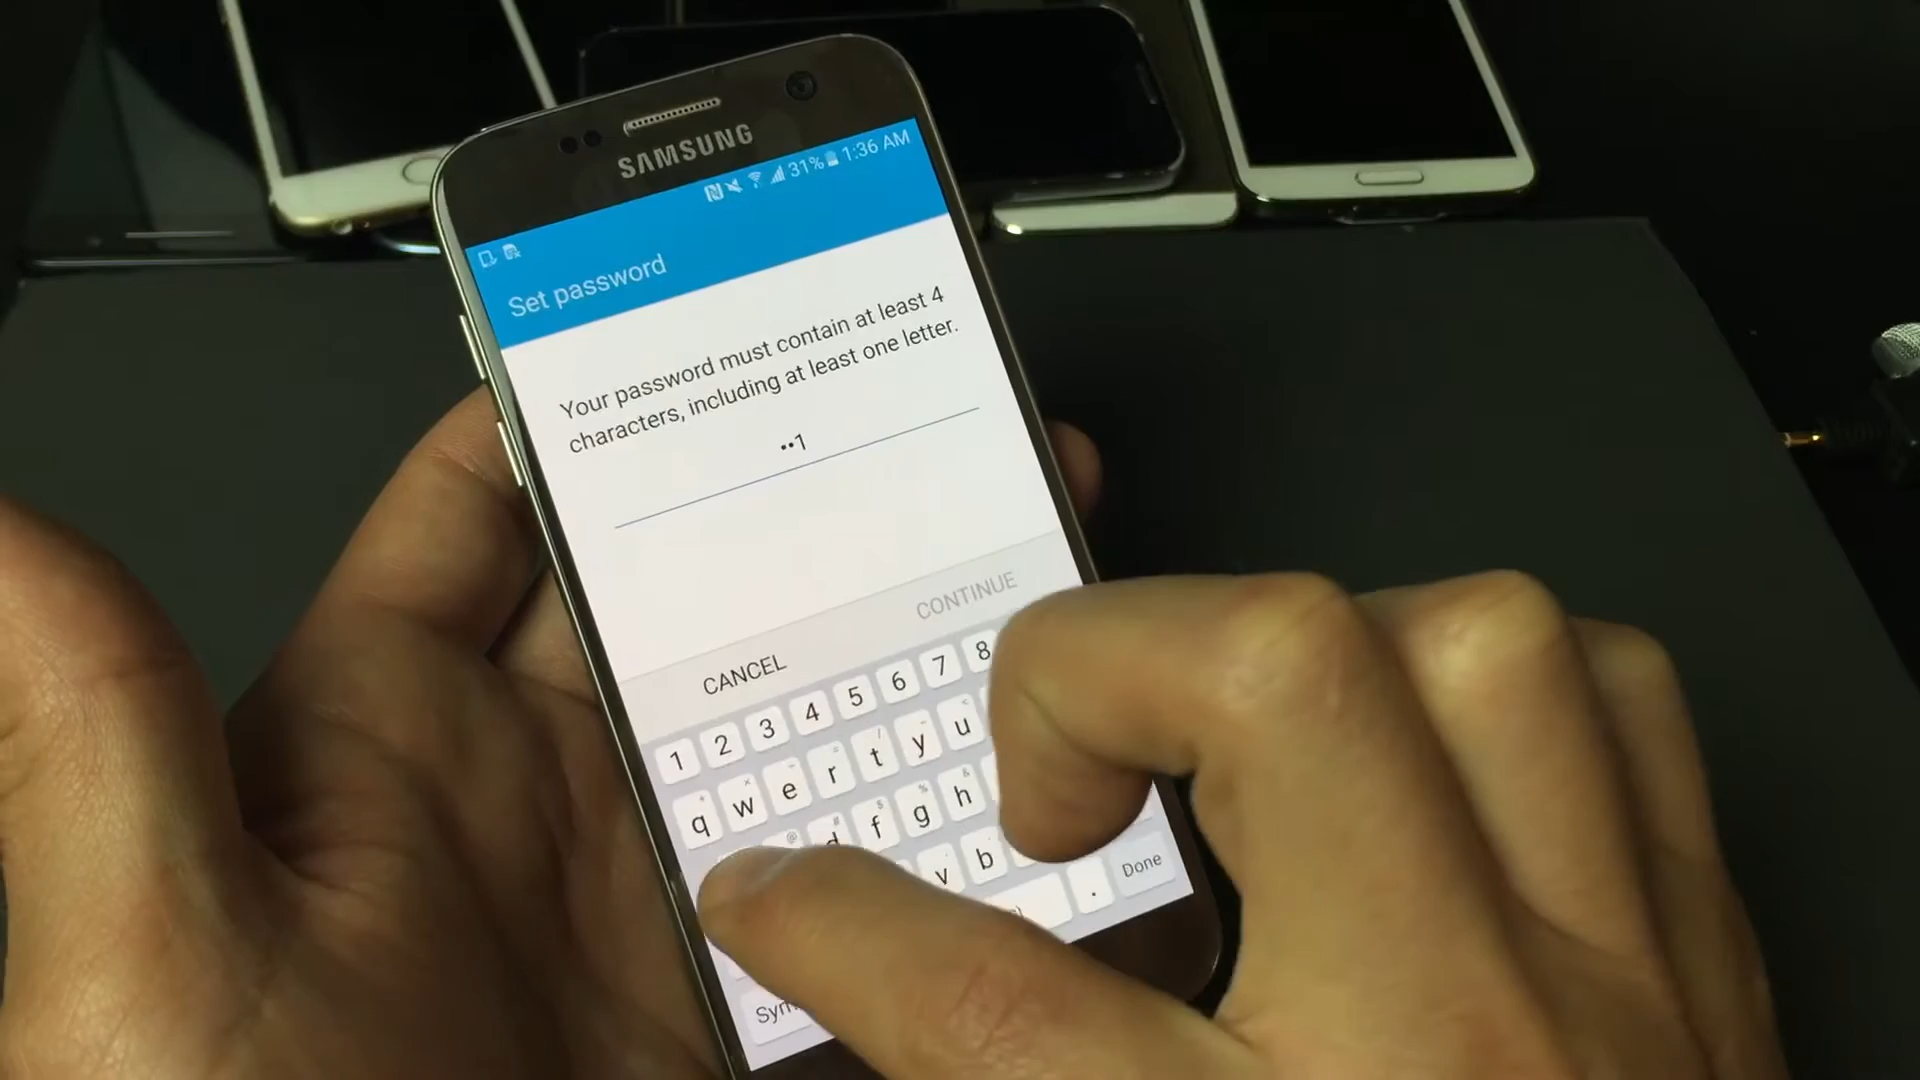 SAMSUNG
31% 1:36 AM
Set password
Your password must contain at least 4
characters, including at least one letter.
••1
CANCEL CONTINUE
1 2 3 4 5 6 7 8
q w e r t y u
d f g h
v b
. Done